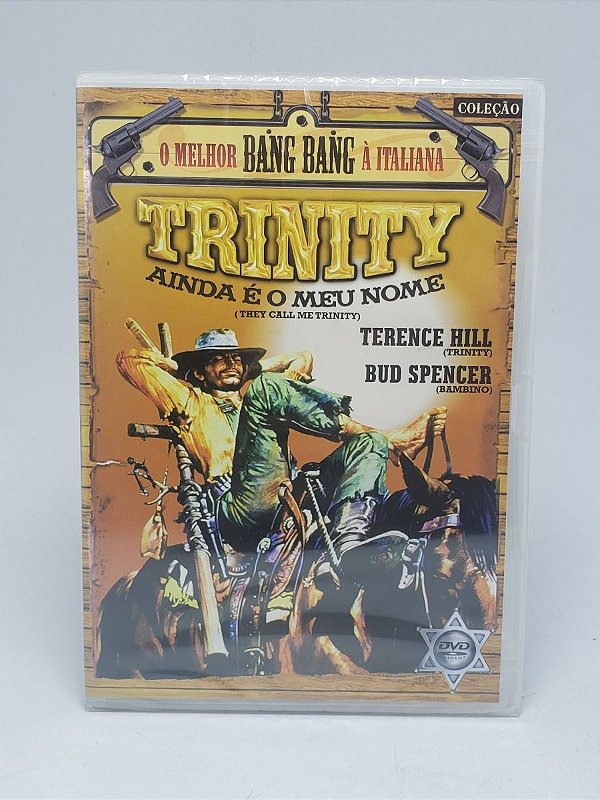 COLEÇÃO
O MELHOR BANG BANG À ITALIANA
TRINITY
AINDA É O MEU NOME
(THEY CALL ME TRINITY)
TERENCE HILL
(TRINITY)
BUD SPENCER
(BAMBINO)
DVD
VIDEO